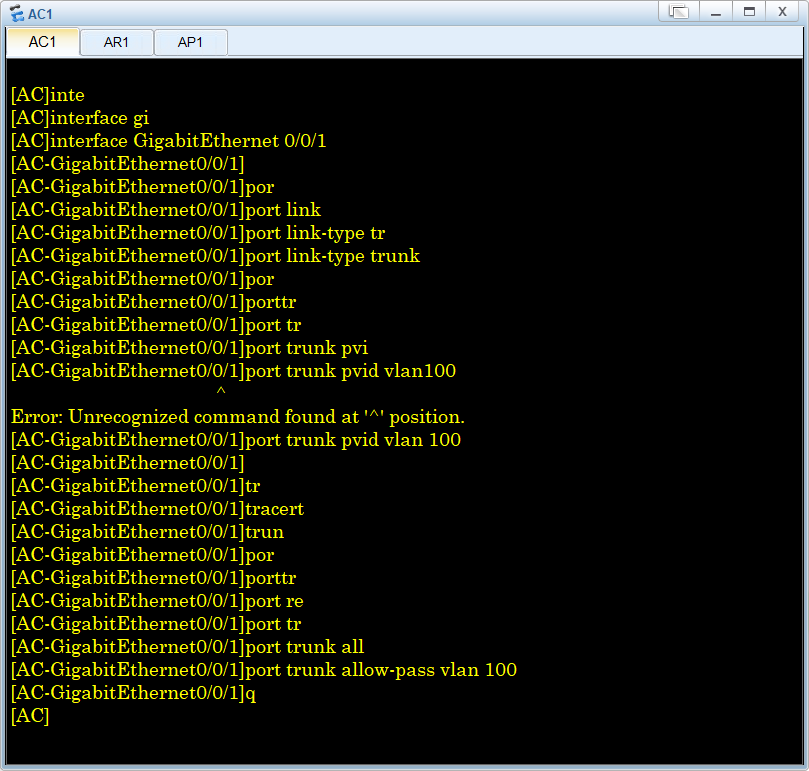 AC1
X
AC1
AR1
AP1
[AC]inte
[AC]interface gi
[AC]interface GigabitEthernet 0/0/1
[AC-GigabitEthernet0/0/1]
[AC-GigabitEthernet0/0/1]por
[AC-GigabitEthernet0/0/1]port link
[AC-GigabitEthernet0/0/1]port link-type tr
[AC-GigabitEthernet0/0/1]port link-type trunk
[AC-GigabitEthernet0/0/1]por
[AC-GigabitEthernet0/0/1]porttr
[AC-GigabitEthernet0/0/1]port tr
[AC-GigabitEthernet0/0/1]port trunk pvi
[AC-GigabitEthernet0/0/1]port trunk pvid vlan100
^
Error: Unrecognized command found at '^' position.
[AC-GigabitEthernet0/0/1]port trunk pvid vlan 100
[AC-GigabitEthernet0/0/1]
[AC-GigabitEthernet0/0/1]tr
[AC-GigabitEthernet0/0/1]tracert
[AC-GigabitEthernet0/0/1]trun
[AC-GigabitEthernet0/0/1]por
[AC-GigabitEthernet0/0/1]porttr
[AC-GigabitEthernet0/0/1]port re
[AC-GigabitEthernet0/0/1]port tr
[AC-GigabitEthernet0/0/1]port trunk all
[AC-GigabitEthernet0/0/1]port trunk allow-pass vlan 100
[AC-GigabitEthernet0/0/1]q
[AC]